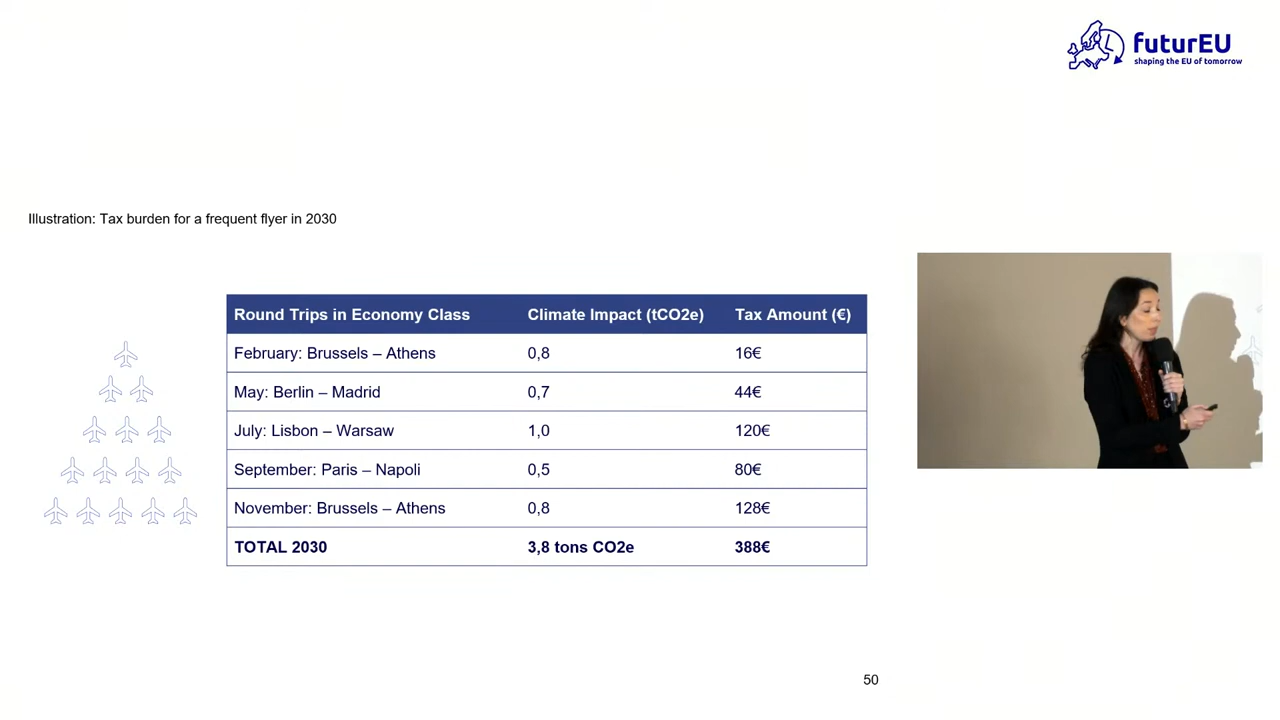 futurEU
shaping the EU of tomorrow
Illustration: Tax burden for a frequent flyer in 2030
Round Trips in Economy Class Climate Impact (tCO2e) Tax Amount (€)
February: Brussels – Athens 0,8 16€
May: Berlin – Madrid 0,7 44€
July: Lisbon – Warsaw 1,0 120€
September: Paris – Napoli 0,5 80€
November: Brussels – Athens 0,8 128€
TOTAL 2030 3,8 tons CO2e 388€
50